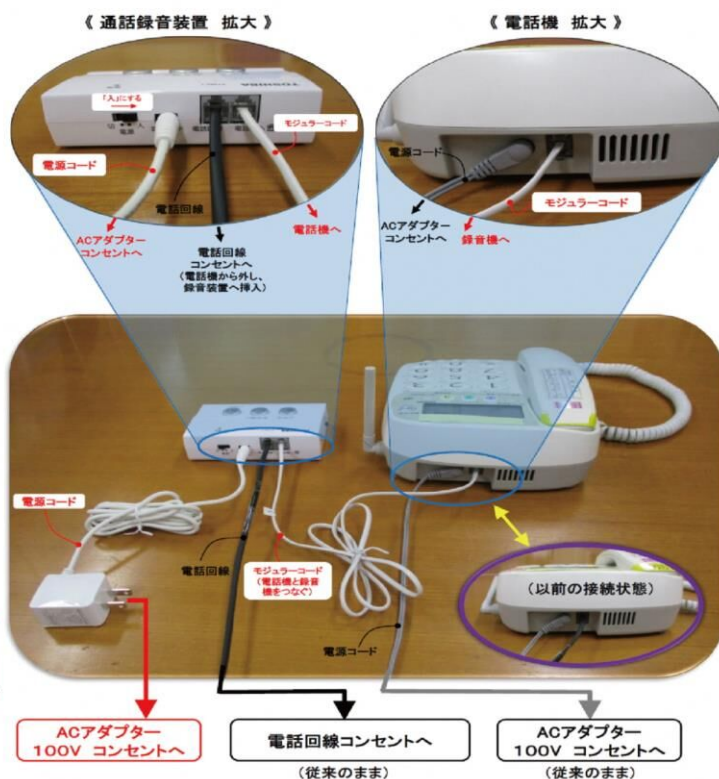 《 通話録音装置 拡大 》
《 電話機 拡大 》
TOSHIBA
「入」にする
切
入
電源
電源コード
電話回線
モジュラーコード
ACアダプター
コンセントへ
電話回線
コンセントへ
(電話機から外し、
録音装置へ挿入)
電話機へ
電源コード
モジュラーコード
ACアダプター
コンセントへ
録音機へ
電源コード
電話回線
モジュラーコード
(電話機と録音
機をつなぐ)
電源コード
(以前の接続状態)
ACアダプター
100V コンセントへ
電話回線コンセントへ
(従来のまま)
ACアダプター
100V コンセントへ
(従来のまま)